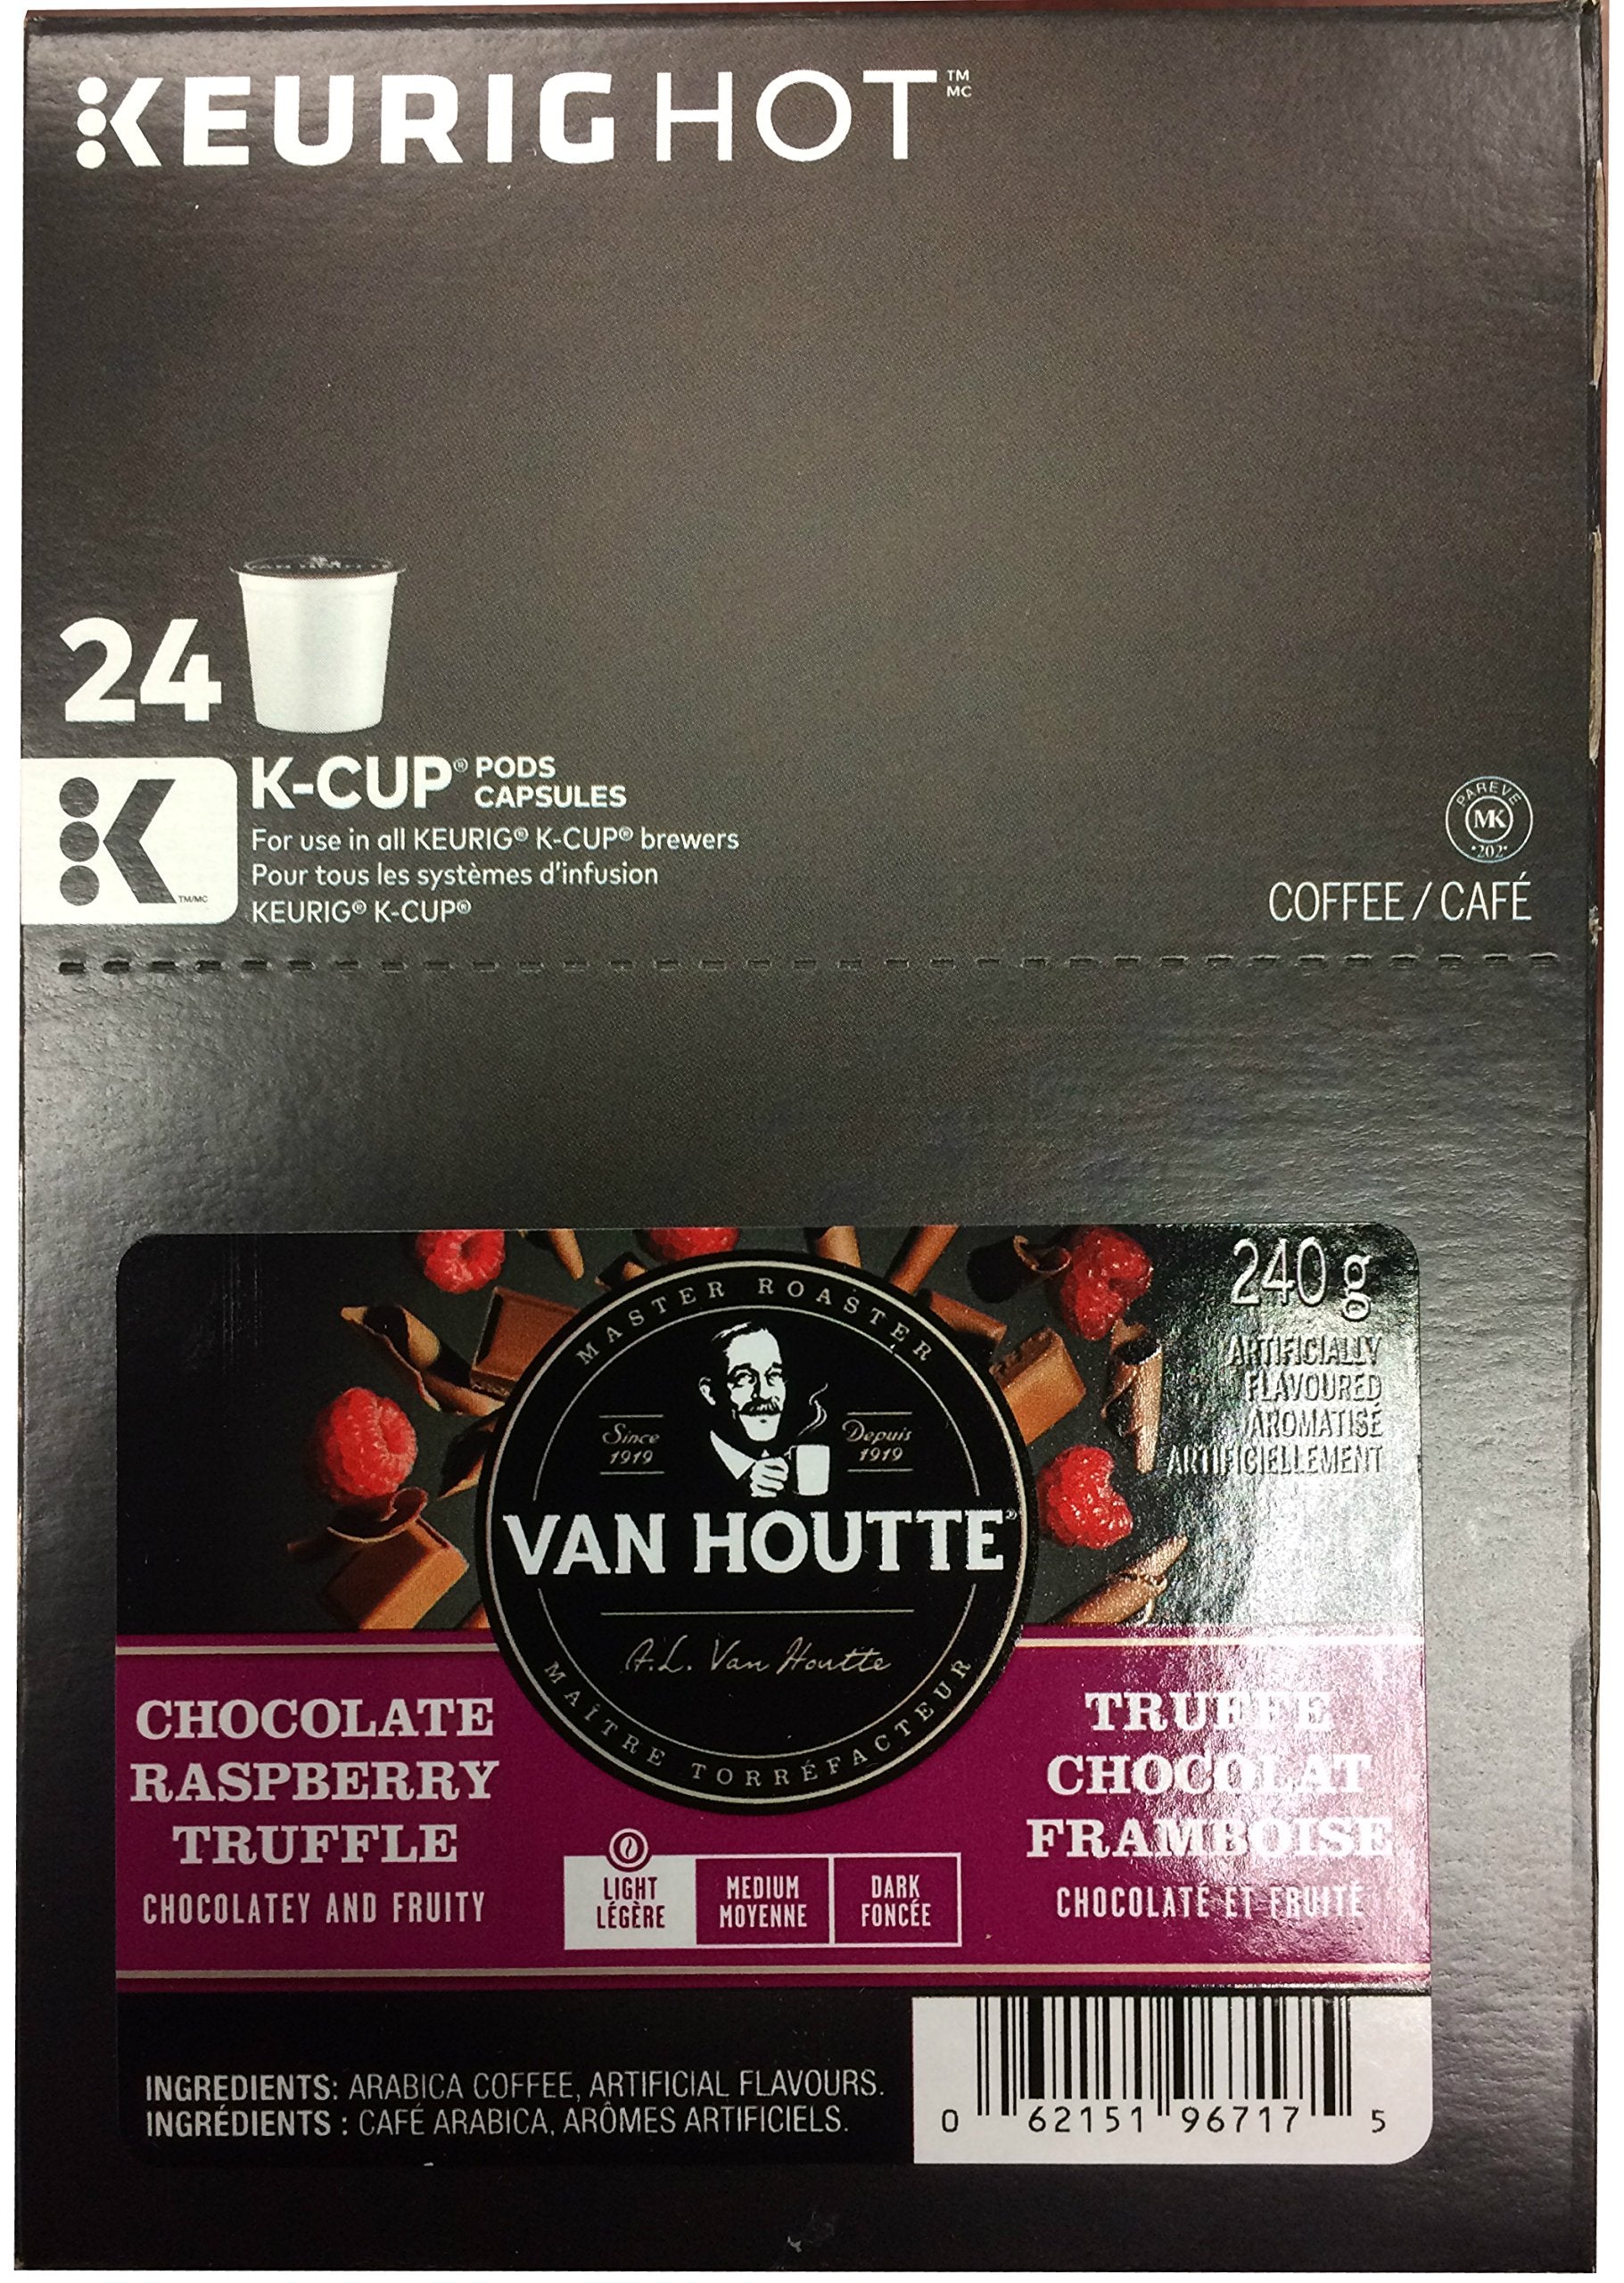 KEURIG HOT™ MC
24
K-CUP® PODS
CAPSULES
For use in all KEURIG® K-CUP® brewers
Pour tous les systèmes d'infusion
KEURIG® K-CUP®
K TM/MC
PAREVE
MK
•202•
COFFEE / CAFÉ
240 g
ARTIFICIALLY
FLAVOURED
AROMATISÉ
ARTIFICIELLEMENT
MASTER ROASTER
Since
1919
Depuis
1919
VAN HOUTTE®
A.L. Van Houtte
MAÎTRE TORRÉFACTEUR
CHOCOLATE
RASPBERRY
TRUFFLE
CHOCOLATEY AND FRUITY
LIGHT
LÉGÈRE
MEDIUM
MOYENNE
DARK
FONCÉE
TRUFFE
CHOCOLAT
FRAMBOISE
CHOCOLATÉ ET FRUITÉ
INGREDIENTS: ARABICA COFFEE, ARTIFICIAL FLAVOURS.
INGRÉDIENTS : CAFÉ ARABICA, ARÔMES ARTIFICIELS.
0 62151 96717 5